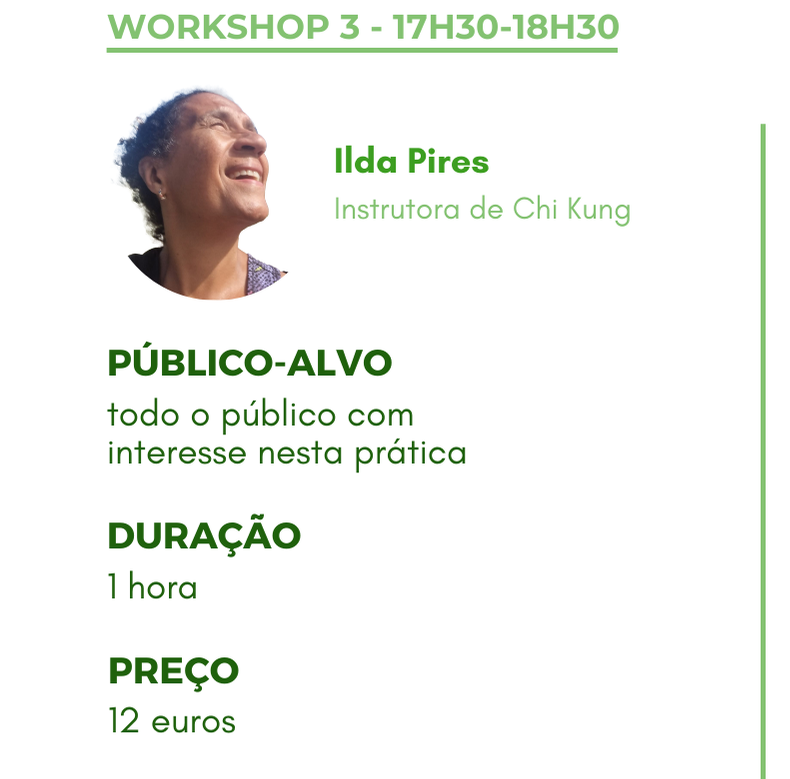 WORKSHOP 3 - 17H30-18H30
Ilda Pires
Instrutora de Chi Kung
PÚBLICO-ALVO
todo o público com
interesse nesta prática
DURAÇÃO
1 hora
PREÇO
12 euros